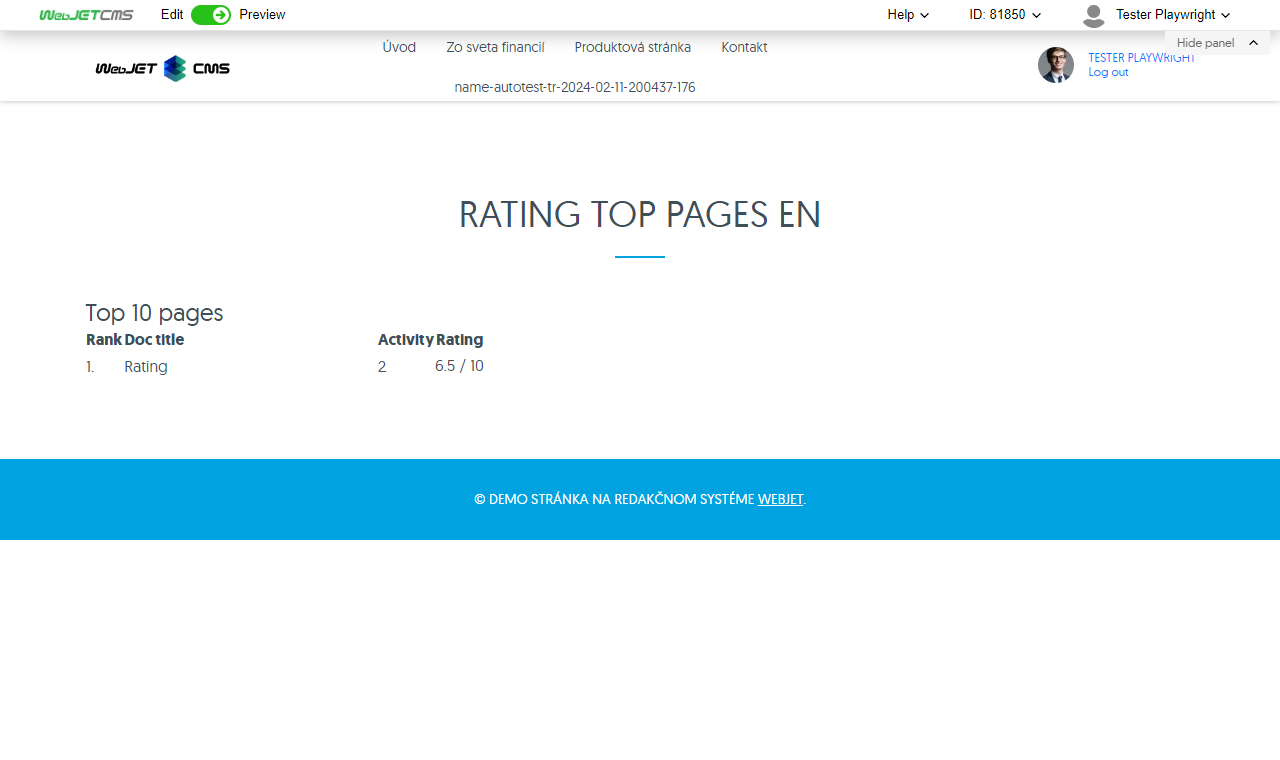 WebJETCMS Edit Preview Help ID: 81850 Tester Playwright
Hide panel
WebJET CMS
Úvod Zo sveta financií Produktová stránka Kontakt
name-autotest-tr-2024-02-11-200437-176
TESTER PLAYWRIGHT
Log out
RATING TOP PAGES EN
Top 10 pages
Rank Doc title Activity Rating
1. Rating 2 6.5 / 10
© DEMO STRÁNKA NA REDAKČNOM SYSTÉME WEBJET.